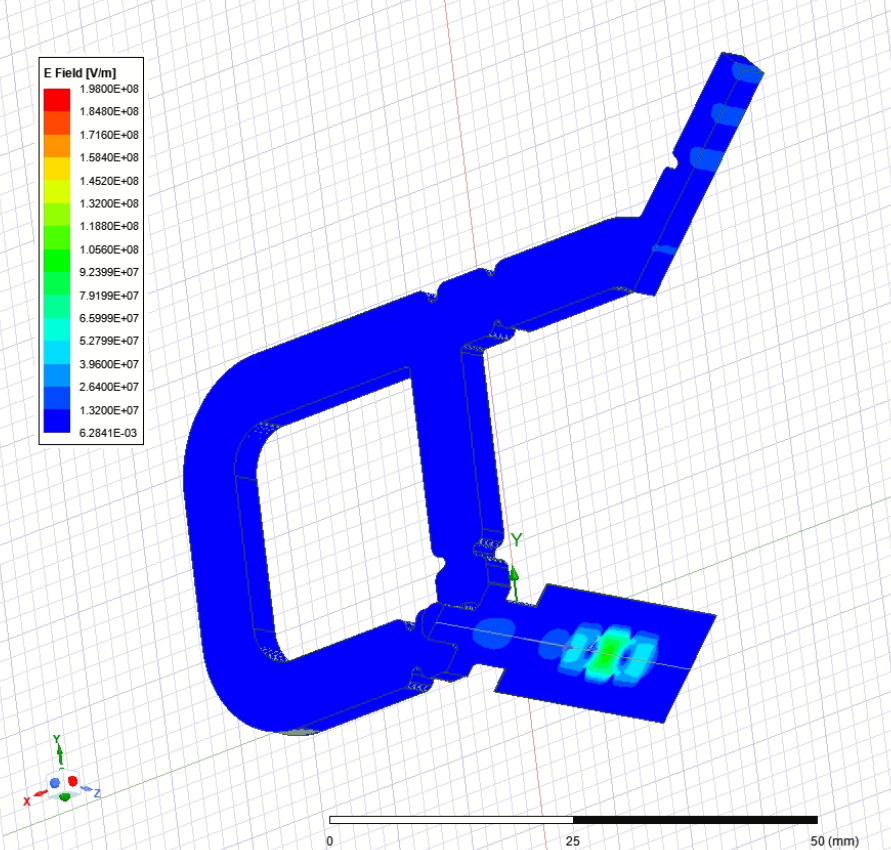 E Field [V/m]
1.9800E+08
1.8480E+08
1.7160E+08
1.5840E+08
1.4520E+08
1.3200E+08
1.1880E+08
1.0560E+08
9.2399E+07
7.9199E+07
6.5999E+07
5.2799E+07
3.9600E+07
2.6400E+07
1.3200E+07
6.2841E-03
Y
Y
X
Z
0
25
50 (mm)